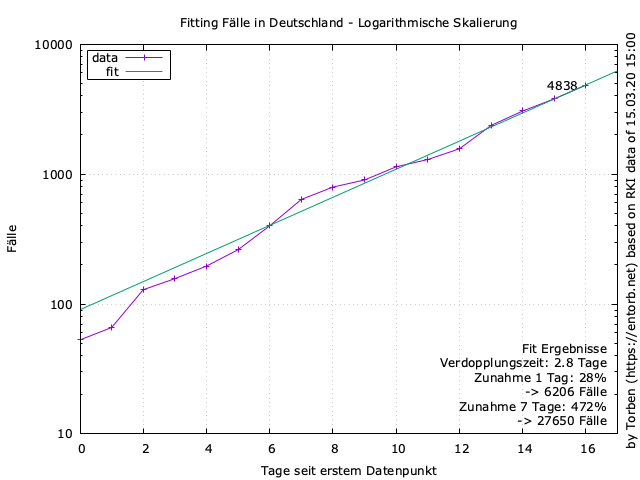 Fitting Fälle in Deutschland - Logarithmische Skalierung
10000
1000
100
10
Fälle
data
fit
4838
Fit Ergebnisse
Verdopplungszeit: 2.8 Tage
Zunahme 1 Tag: 28%
-> 6206 Fälle
Zunahme 7 Tage: 472%
-> 27650 Fälle
0 2 4 6 8 10 12 14 16
Tage seit erstem Datenpunkt
by Torben (https://entorb.net) based on RKI data of 15.03.20 15:00